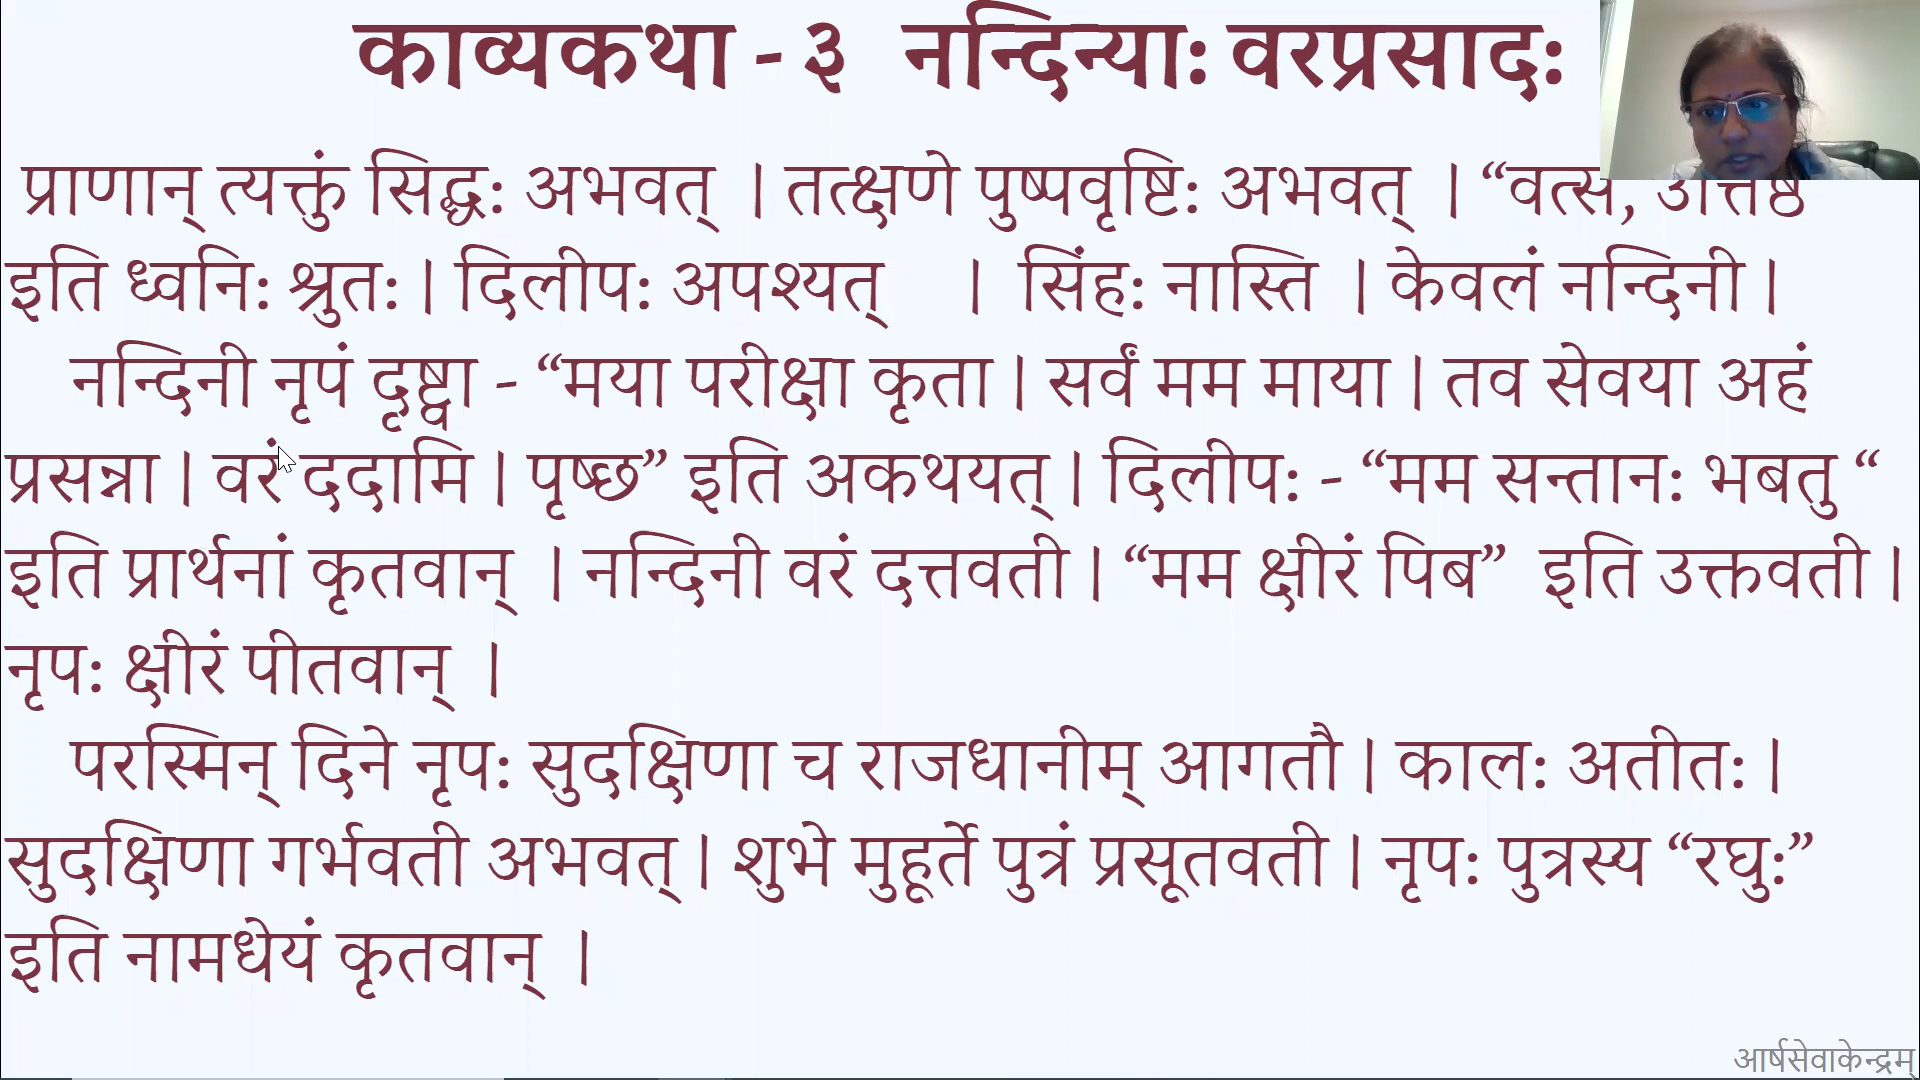 काव्यकथा - ३ नन्दिन्याः वरप्रसादः
प्राणान् त्यक्तुं सिद्धः अभवत् | तत्क्षणे पुष्पवृष्टिः अभवत् | “वत्स, उत्तिष्ठ
इति ध्वनिः श्रुतः | दिलीपः अपश्यत् | सिंहः नास्ति | केवलं नन्दिनी |
नन्दिनी नृपं दृष्ट्वा - “मया परीक्षा कृता | सर्वं मम माया | तव सेवया अहं
प्रसन्ना | वरं ददामि | पृष्छ” इति अकथयत् | दिलीपः - “मम सन्तानः भबतु “
इति प्रार्थनां कृतवान् | नन्दिनी वरं दत्तवती | “मम क्षीरं पिब” इति उक्तवती |
नृपः क्षीरं पीतवान् |
परस्मिन् दिने नृपः सुदक्षिणा च राजधानीम् आगतौ | कालः अतीतः |
सुदक्षिणा गर्भवती अभवत् | शुभे मुहूर्ते पुत्रं प्रसूतवती | नृपः पुत्रस्य “रघुः”
इति नामधेयं कृतवान् |
आर्षसेवाकेन्द्रम्